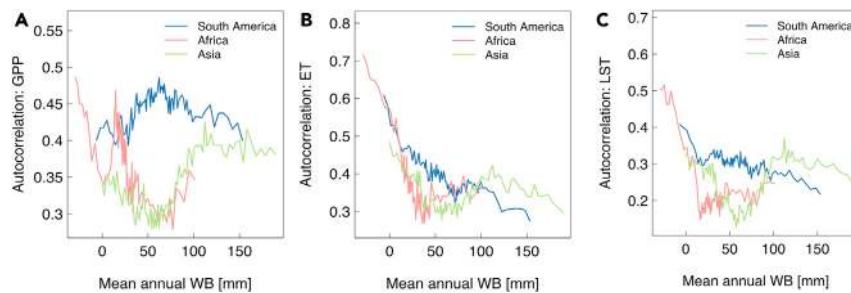 A
Autocorrelation: GPP
0.55
0.5
0.45
0.4
0.35
0.3
0
50
100
150
Mean annual WB [mm]
South America
Africa
Asia
B
Autocorrelation: ET
0.8
0.7
0.6
0.5
0.4
0.3
0
50
100
150
Mean annual WB [mm]
South America
Africa
Asia
C
Autocorrelation: LST
0.7
0.5
0.4
0.3
0.2
0
50
100
150
Mean annual WB [mm]
South America
Africa
Asia